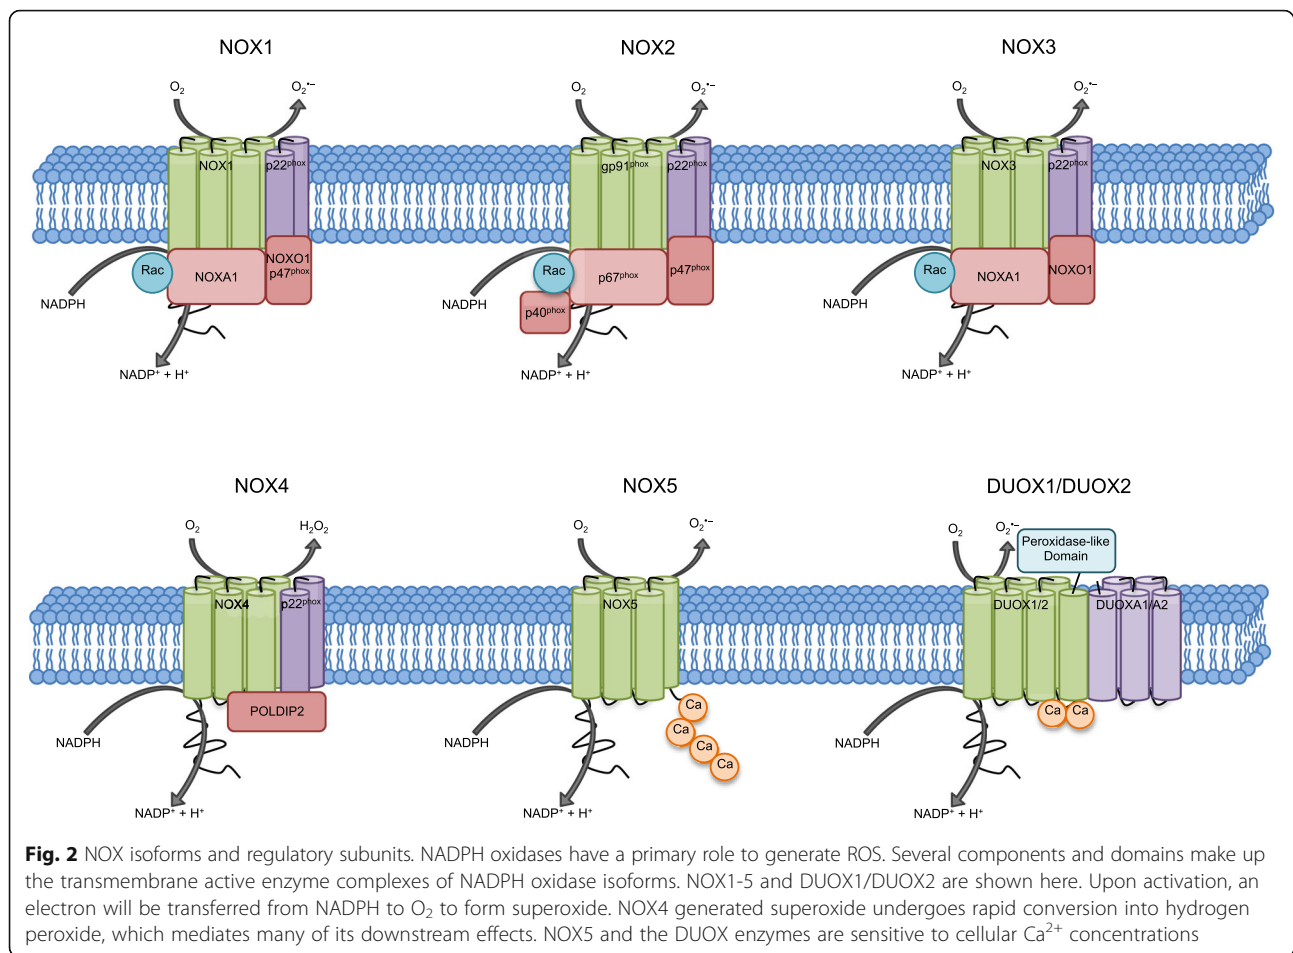 NOX1
NOX2
NOX3
O₂
O₂•−
O₂
O₂•−
O₂
O₂•−
NOX1
p22ᵖʰᵒˣ
gp91ᵖʰᵒˣ
p22ᵖʰᵒˣ
NOX3
p22ᵖʰᵒˣ
Rac
NOXA1
NOXO1
p47ᵖʰᵒˣ
NADPH
NADP⁺ + H⁺
Rac
p67ᵖʰᵒˣ
p47ᵖʰᵒˣ
p40ᵖʰᵒˣ
NADPH
NADP⁺ + H⁺
Rac
NOXA1
NOXO1
NADPH
NADP⁺ + H⁺
NOX4
NOX5
DUOX1/DUOX2
O₂
H₂O₂
O₂
O₂•−
O₂
O₂•−
Peroxidase-like
Domain
NOX4
p22ᵖʰᵒˣ
NOX5
DUOX1/2
DUOXA1/A2
POLDIP2
NADPH
NADP⁺ + H⁺
Ca
Ca
Ca
Ca
NADPH
NADP⁺ + H⁺
Ca
Ca
NADPH
NADP⁺ + H⁺
Fig. 2 NOX isoforms and regulatory subunits. NADPH oxidases have a primary role to generate ROS. Several components and domains make up
the transmembrane active enzyme complexes of NADPH oxidase isoforms. NOX1-5 and DUOX1/DUOX2 are shown here. Upon activation, an
electron will be transferred from NADPH to O₂ to form superoxide. NOX4 generated superoxide undergoes rapid conversion into hydrogen
peroxide, which mediates many of its downstream effects. NOX5 and the DUOX enzymes are sensitive to cellular Ca²⁺ concentrations